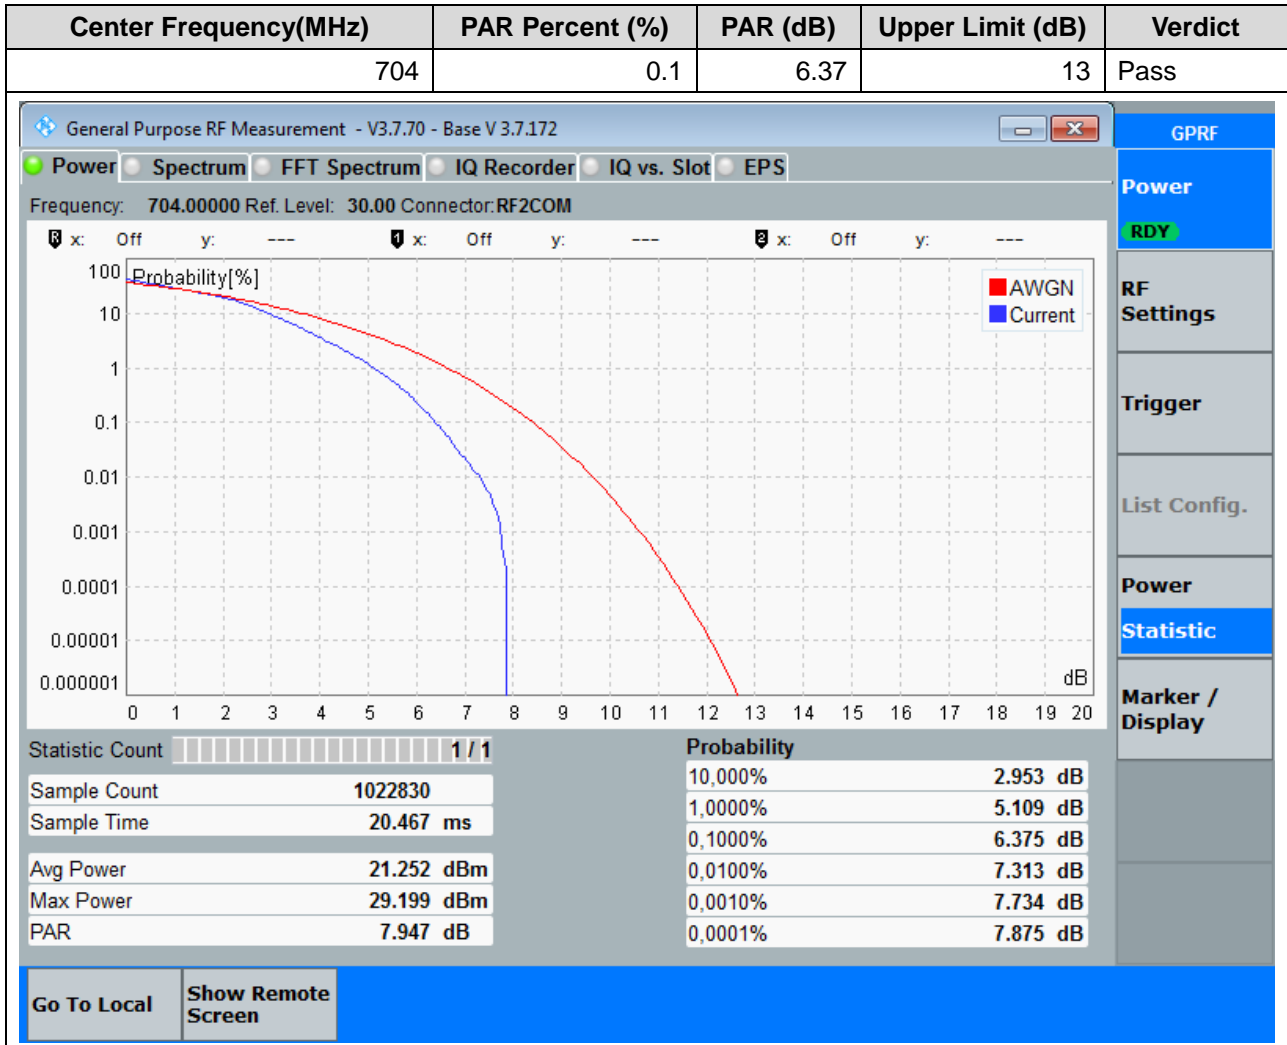 Center Frequency(MHz) PAR Percent (%) PAR (dB) Upper Limit (dB) Verdict
704 0.1 6.37 13 Pass
General Purpose RF Measurement - V3.7.70 - Base V 3.7.172
GPRF
Power Spectrum FFT Spectrum IQ Recorder IQ vs. Slot EPS
Power
RDY
Frequency: 704.00000 Ref. Level: 30.00 Connector: RF2COM
R x: Off y: --- 1 x: Off y: --- 2 x: Off y: ---
Probability[%]
AWGN
Current
100
10
1
0.1
0.01
0.001
0.0001
0.00001
0.000001
dB
0 1 2 3 4 5 6 7 8 9 10 11 12 13 14 15 16 17 18 19 20
RF
Settings
Trigger
List Config.
Power
Statistic
Marker /
Display
Statistic Count 1 / 1
Sample Count 1022830
Sample Time 20.467 ms
Avg Power 21.252 dBm
Max Power 29.199 dBm
PAR 7.947 dB
Probability
10,000% 2.953 dB
1,0000% 5.109 dB
0,1000% 6.375 dB
0,0100% 7.313 dB
0,0010% 7.734 dB
0,0001% 7.875 dB
Go To Local
Show Remote
Screen